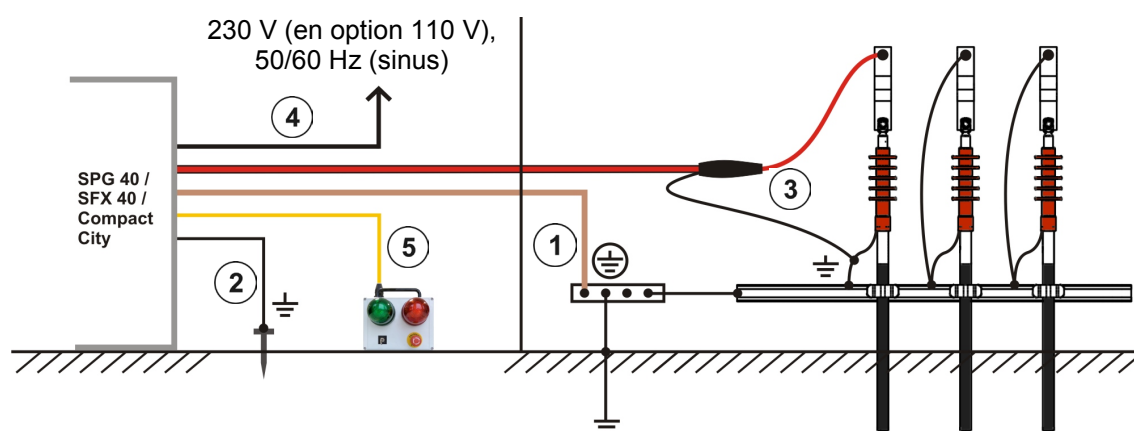 230 V (en option 110 V),
50/60 Hz (sinus)
4
SPG 40 /
SFX 40 /
Compact
City
3
5
1
2